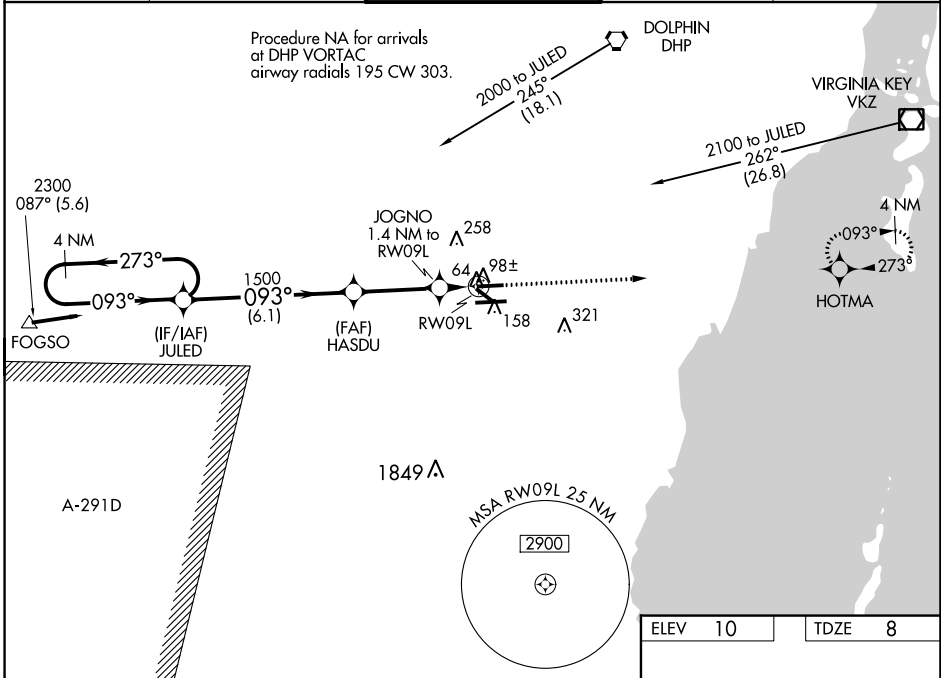 Procedure NA for arrivals
at DHP VORTAC
airway radials 195 CW 303.
DOLPHIN
DHP
2000 to JULED
245°
(18.1)
VIRGINIA KEY
VKZ
2100 to JULED
262°
(26.8)
2300
087° (5.6)
4 NM
273°
093°
FOGSO
(IF/IAF)
JULED
1500
093°
(6.1)
(FAF)
HASDU
JOGNO
1.4 NM to
RW09L
258
64
98±
RW09L
158
321
4 NM
093°
273°
HOTMA
A-291D
1849
MSA RW09L 25 NM
2900
ELEV 10
TDZE 8